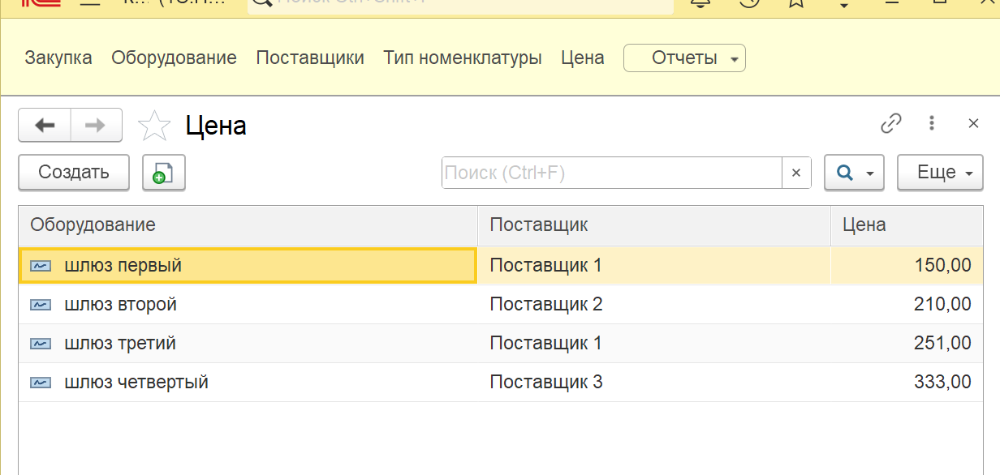 Закупка Оборудование Поставщики Тип номенклатуры Цена Отчеты
Цена
Создать Поиск (Ctrl+F) × Еще
Оборудование Поставщик Цена
шлюз первый Поставщик 1 150,00
шлюз второй Поставщик 2 210,00
шлюз третий Поставщик 1 251,00
шлюз четвертый Поставщик 3 333,00